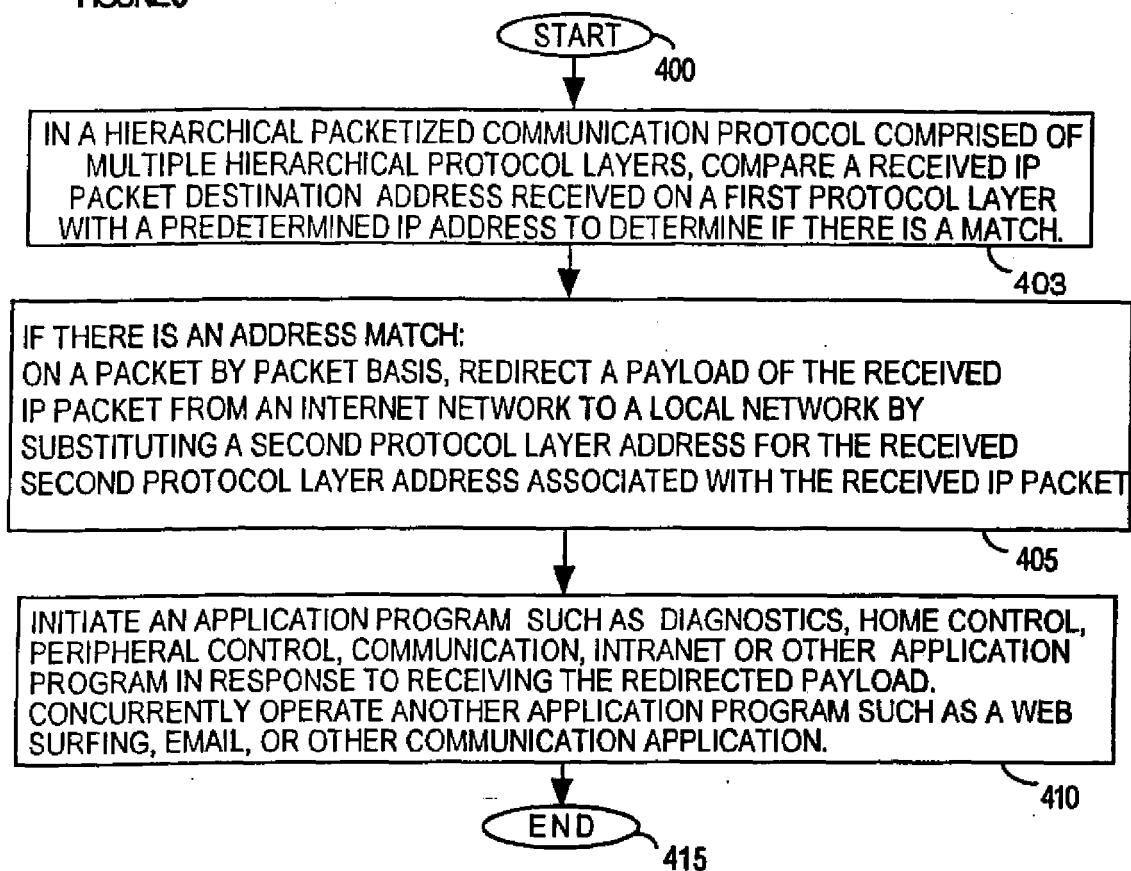 START
400
IN A HIERARCHICAL PACKETIZED COMMUNICATION PROTOCOL COMPRISED OF
MULTIPLE HIERARCHICAL PROTOCOL LAYERS, COMPARE A RECEIVED IP
PACKET DESTINATION ADDRESS RECEIVED ON A FIRST PROTOCOL LAYER
WITH A PREDETERMINED IP ADDRESS TO DETERMINE IF THERE IS A MATCH.
403
IF THERE IS AN ADDRESS MATCH:
ON A PACKET BY PACKET BASIS, REDIRECT A PAYLOAD OF THE RECEIVED
IP PACKET FROM AN INTERNET NETWORK TO A LOCAL NETWORK BY
SUBSTITUTING A SECOND PROTOCOL LAYER ADDRESS FOR THE RECEIVED
SECOND PROTOCOL LAYER ADDRESS ASSOCIATED WITH THE RECEIVED IP PACKET
405
INITIATE AN APPLICATION PROGRAM SUCH AS DIAGNOSTICS, HOME CONTROL,
PERIPHERAL CONTROL, COMMUNICATION, INTRANET OR OTHER APPLICATION
PROGRAM IN RESPONSE TO RECEIVING THE REDIRECTED PAYLOAD.
CONCURRENTLY OPERATE ANOTHER APPLICATION PROGRAM SUCH AS A WEB
SURFING, EMAIL, OR OTHER COMMUNICATION APPLICATION.
410
END
415